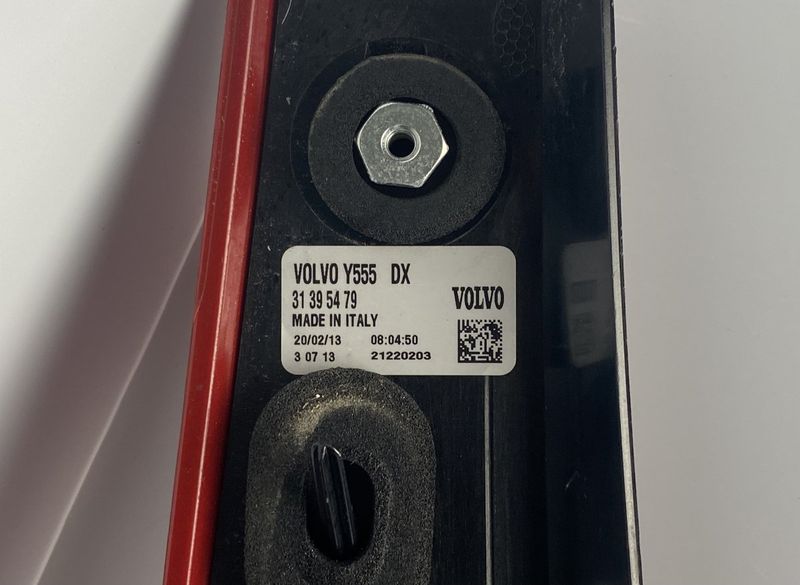 VOLVO Y555 DX
31 39 54 79
VOLVO
MADE IN ITALY
20/02/13 08:04:50
3 07 13 21220203